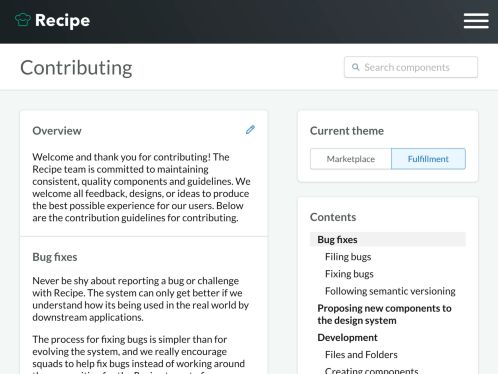 Recipe
Contributing
Search components
Overview
Welcome and thank you for contributing! The
Recipe team is committed to maintaining
consistent, quality components and guidelines. We
welcome all feedback, designs, or ideas to produce
the best possible experience for our users. Below
are the contribution guidelines for contributing.
Bug fixes
Never be shy about reporting a bug or challenge
with Recipe. The system can only get better if we
understand how its being used in the real world by
downstream applications.
The process for fixing bugs is simpler than for
evolving the system, and we really encourage
squads to help fix bugs instead of working around
Current theme
Marketplace
Fulfillment
Contents
Bug fixes
Filing bugs
Fixing bugs
Following semantic versioning
Proposing new components to
the design system
Development
Files and Folders
Creating components